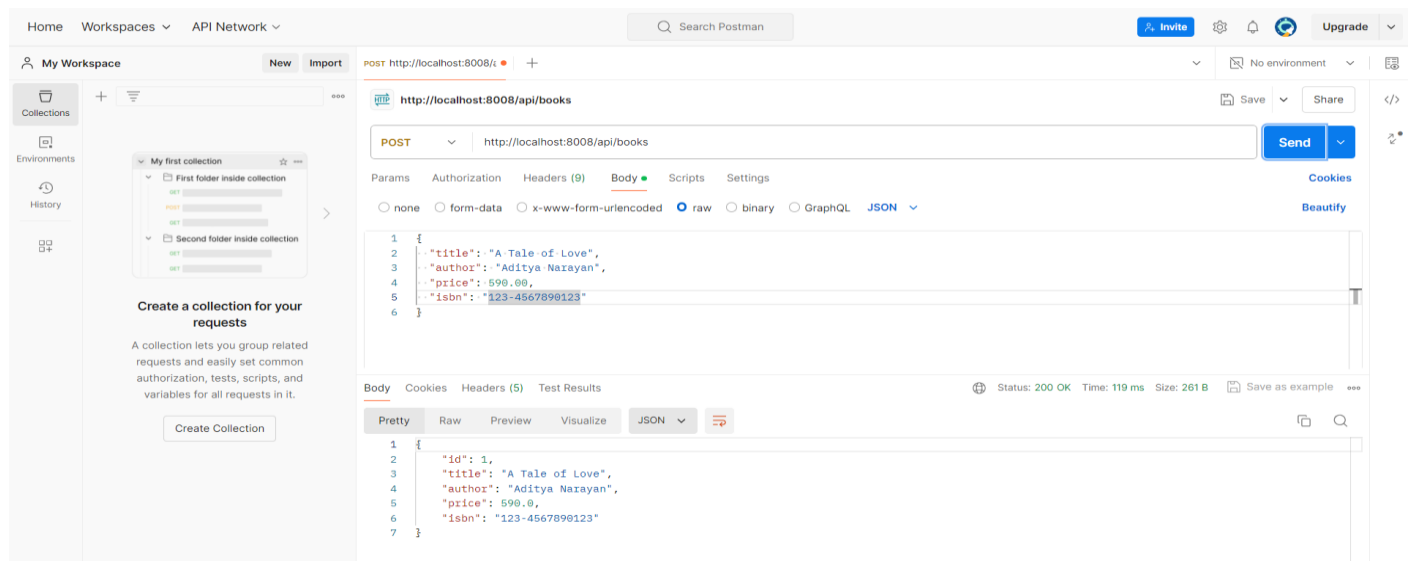 Home Workspaces API Network Search Postman Invite Upgrade
My Workspace New Import POST http://localhost:8008/a No environment
Collections
Environments
History
My first collection
First folder inside collection
GET
POST
GET
Second folder inside collection
GET
GET
Create a collection for your
requests
A collection lets you group related
requests and easily set common
authorization, tests, scripts, and
variables for all requests in it.
Create Collection
HTTP http://localhost:8008/api/books Save Share
POST http://localhost:8008/api/books Send
Params Authorization Headers (9) Body Scripts Settings Cookies
none form-data x-www-form-urlencoded raw binary GraphQL JSON Beautify
1 {
2 "title": "A Tale of Love",
3 "author": "Aditya Narayan",
4 "price": 590.00,
5 "isbn": "123-4567890123"
6 }
Body Cookies Headers (5) Test Results Status: 200 OK Time: 119 ms Size: 261 B Save as example
Pretty Raw Preview Visualize JSON
1 {
2 "id": 1,
3 "title": "A Tale of Love",
4 "author": "Aditya Narayan",
5 "price": 590.0,
6 "isbn": "123-4567890123"
7 }